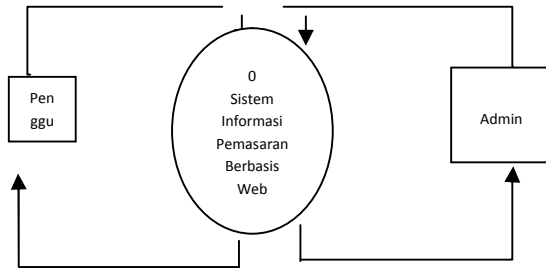 Pen
ggu
0
Sistem
Informasi
Pemasaran
Berbasis
Web
Admin